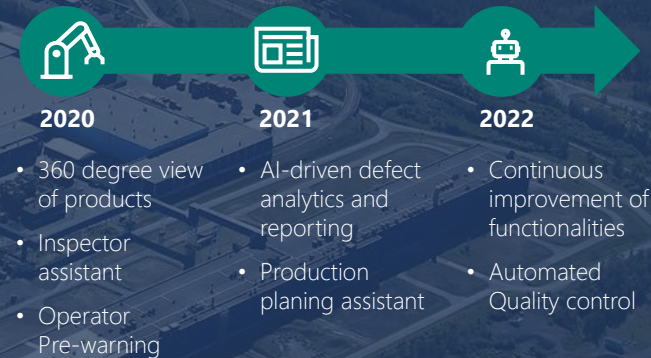 2020
• 360 degree view
of products
• Inspector
assistant
• Operator
Pre-warning
2021
• AI-driven defect
analytics and
reporting
• Production
planing assistant
2022
• Continuous
improvement of
functionalities
• Automated
Quality control